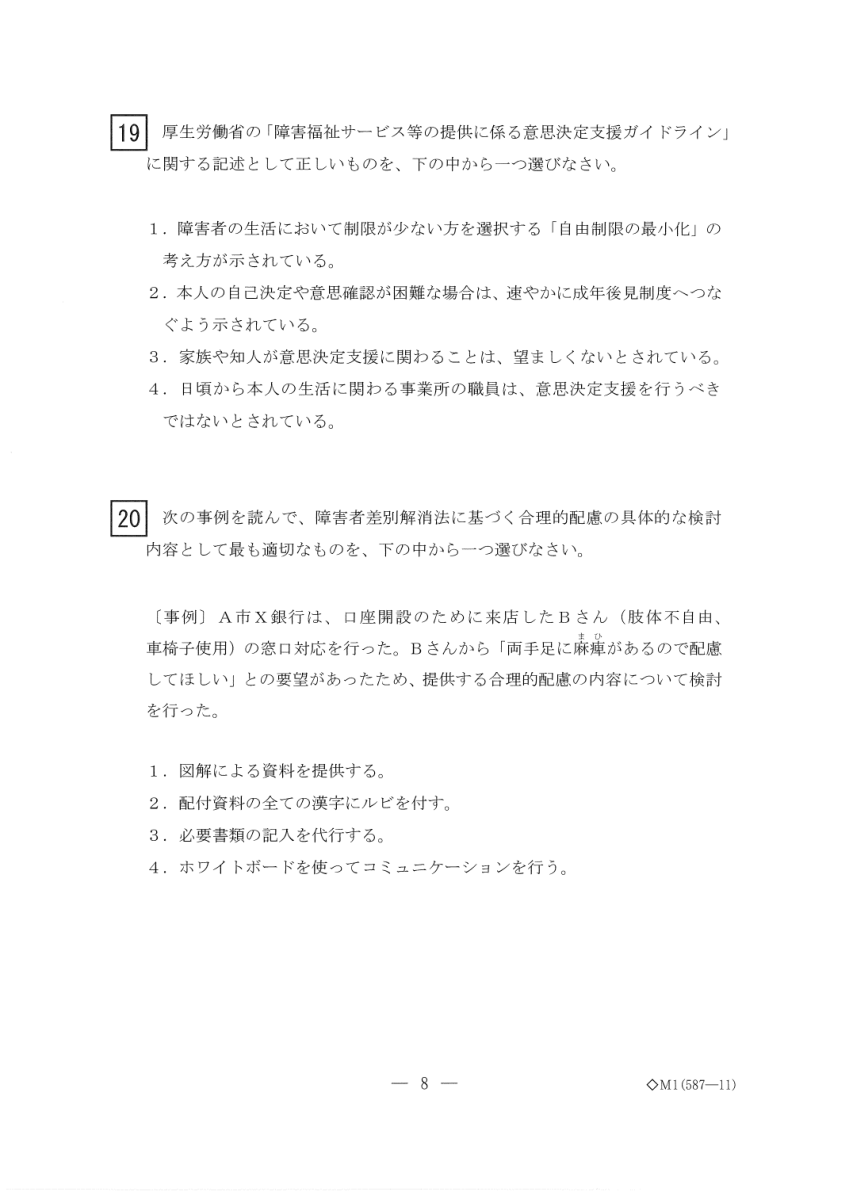 19 厚生労働省の「障害福祉サービス等の提供に係る意思決定支援ガイドライン」
に関する記述として正しいものを、下の中から一つ選びなさい。
１．障害者の生活において制限が少ない方を選択する「自由制限の最小化」の
考え方が示されている。
２．本人の自己決定や意思確認が困難な場合は、速やかに成年後見制度へつな
ぐよう示されている。
３．家族や知人が意思決定支援に関わることは、望ましくないとされている。
４．日頃から本人の生活に関わる事業所の職員は、意思決定支援を行うべき
ではないとされている。
20 次の事例を読んで、障害者差別解消法に基づく合理的配慮の具体的な検討
内容として最も適切なものを、下の中から一つ選びなさい。
〔事例〕Ａ市Ｘ銀行は、口座開設のために来店したＢさん（肢体不自由、
まひ
車椅子使用）の窓口対応を行った。Ｂさんから「両手足に麻痺があるので配慮
してほしい」との要望があったため、提供する合理的配慮の内容について検討
を行った。
１．図解による資料を提供する。
２．配付資料の全ての漢字にルビを付す。
３．必要書類の記入を代行する。
４．ホワイトボードを使ってコミュニケーションを行う。
― 8 ―
◇M1(587―11)